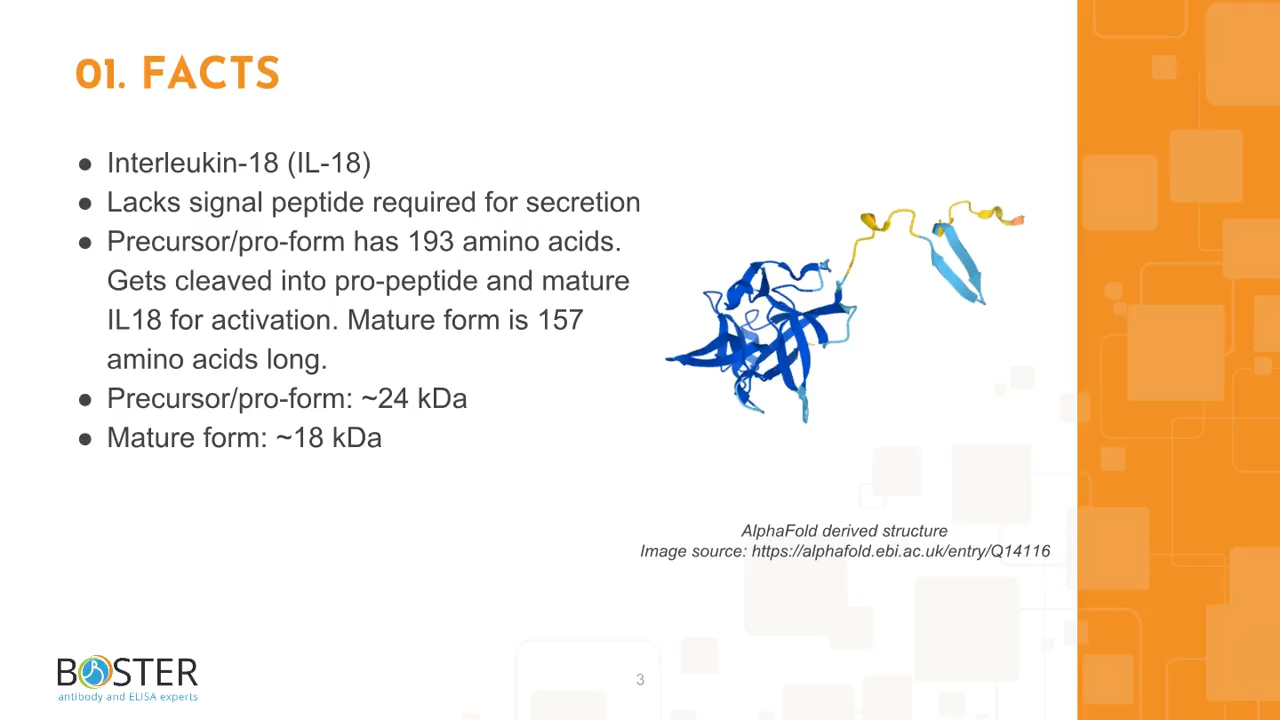 01. FACTS
● Interleukin-18 (IL-18)
● Lacks signal peptide required for secretion
● Precursor/pro-form has 193 amino acids.
Gets cleaved into pro-peptide and mature
IL18 for activation. Mature form is 157
amino acids long.
● Precursor/pro-form: ~24 kDa
● Mature form: ~18 kDa
AlphaFold derived structure
Image source: https://alphafold.ebi.ac.uk/entry/Q14116
BOSTER
antibody and ELISA experts
3